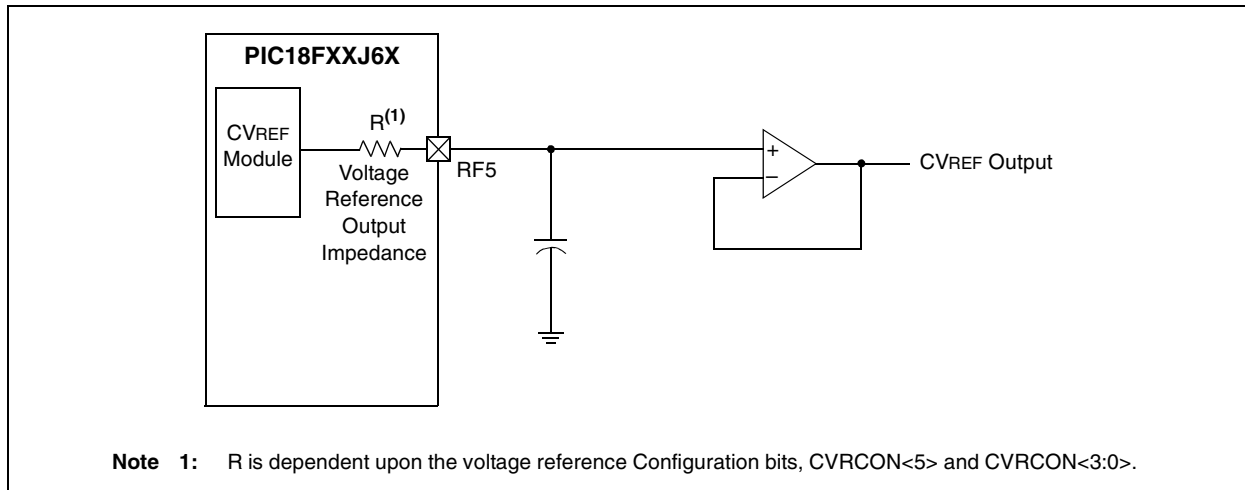 PIC18FXXJ6X
CVREF
Module
R(1)
Voltage
Reference
Output
Impedance
RF5
+
–
CVREF Output
Note 1: R is dependent upon the voltage reference Configuration bits, CVRCON<5> and CVRCON<3:0>.